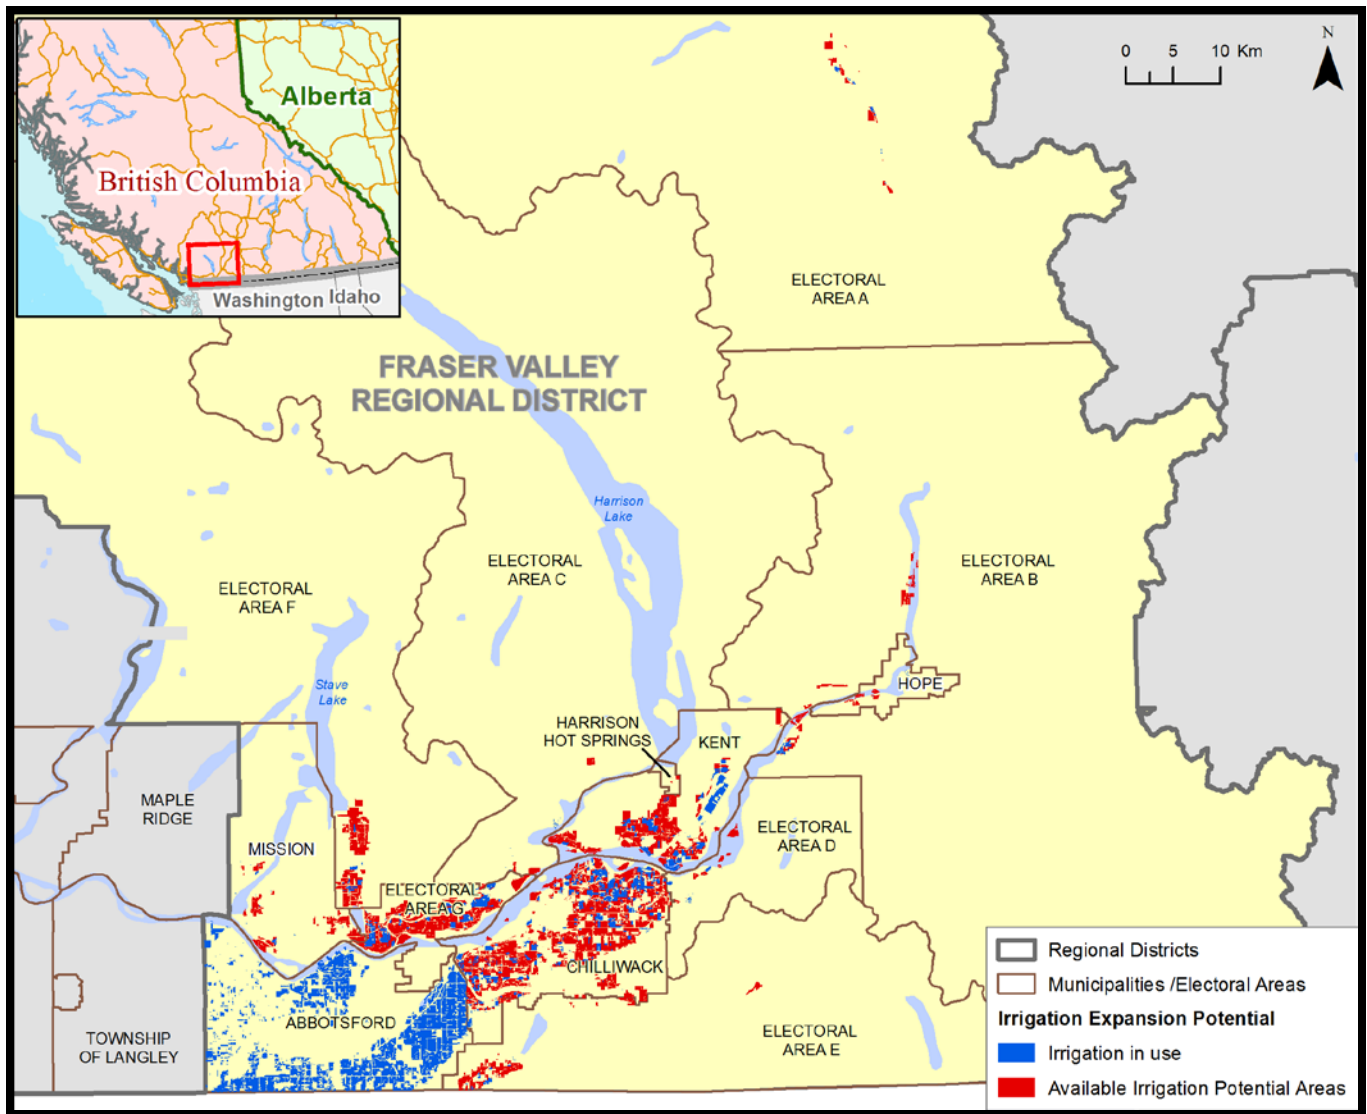 Alberta
British Columbia
Washington
Idaho
0 5 10 Km
N
ELECTORAL
AREA A
FRASER VALLEY
REGIONAL DISTRICT
Harrison
Lake
ELECTORAL
AREA C
ELECTORAL
AREA B
ELECTORAL
AREA F
Stave
Lake
HOPE
HARRISON
HOT SPRINGS
KENT
MAPLE
RIDGE
MISSION
ELECTORAL
AREA D
ELECTORAL
AREA G
CHILLIWACK
ABBOTSFORD
TOWNSHIP
OF LANGLEY
ELECTORAL
AREA E
Regional Districts
Municipalities /Electoral Areas
Irrigation Expansion Potential
Irrigation in use
Available Irrigation Potential Areas